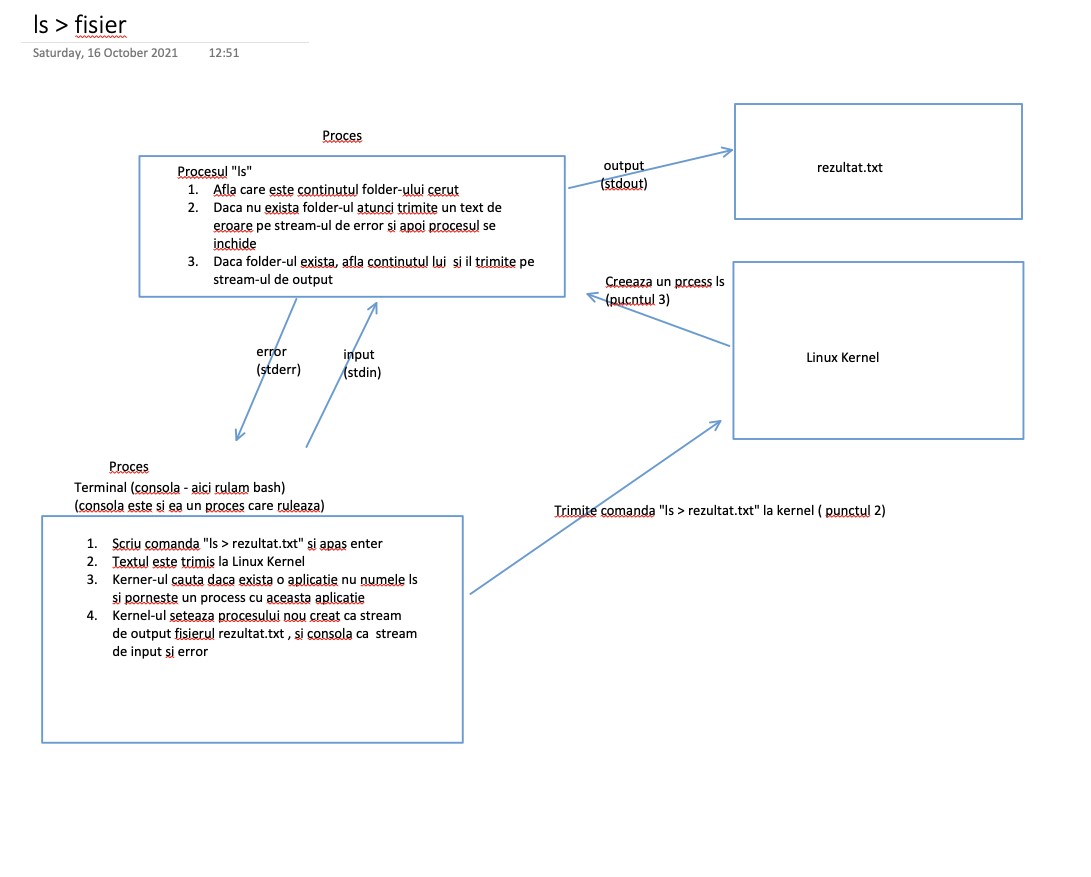 ls > fisier
Saturday, 16 October 2021 12:51
Proces
Procesul "ls"
1. Afla care este continutul folder-ului cerut
2. Daca nu exista folder-ul atunci trimite un text de
eroare pe stream-ul de error si apoi procesul se
inchide
3. Daca folder-ul exista, afla continutul lui si il trimite pe
stream-ul de output
output
(stdout)
rezultat.txt
Creeaza un prcess ls
(pucntul 3)
Linux Kernel
error
(stderr)
input
(stdin)
Proces
Terminal (consola - aici rulam bash)
(consola este si ea un proces care ruleaza)
Trimite comanda "ls > rezultat.txt" la kernel ( punctul 2)
1. Scriu comanda "ls > rezultat.txt" si apas enter
2. Textul este trimis la Linux Kernel
3. Kerner-ul cauta daca exista o aplicatie nu numele ls
si porneste un process cu aceasta aplicatie
4. Kernel-ul seteaza procesului nou creat ca stream
de output fisierul rezultat.txt , si consola ca stream
de input si error